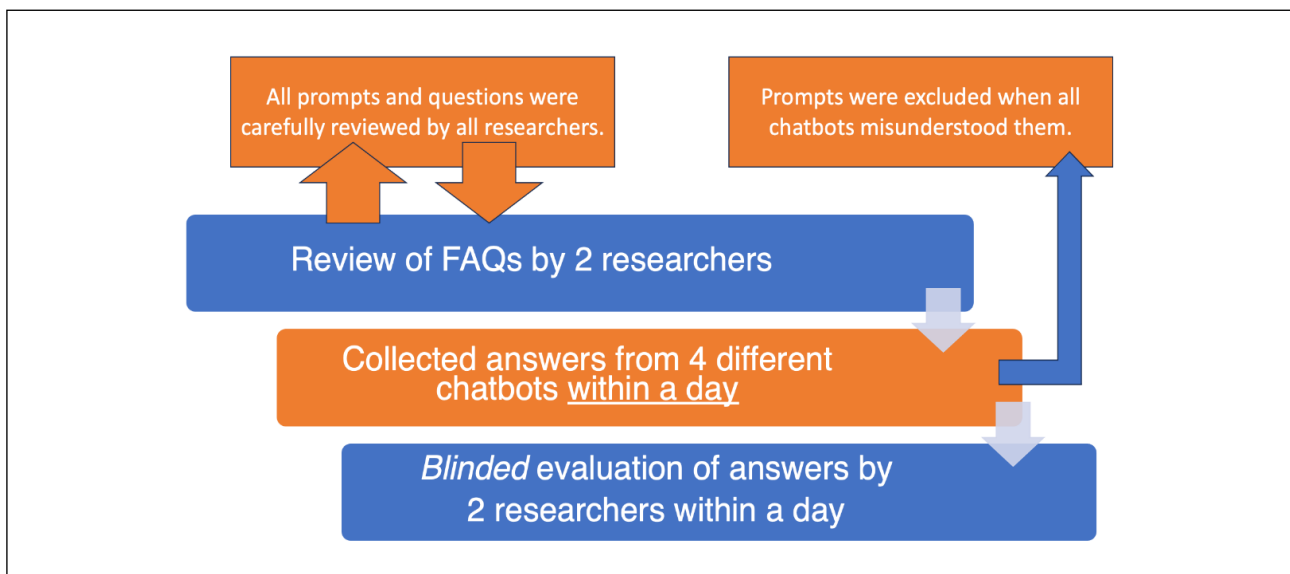 All prompts and questions were
carefully reviewed by all researchers.
Prompts were excluded when all
chatbots misunderstood them.
Review of FAQs by 2 researchers
Collected answers from 4 different
chatbots within a day
Blinded evaluation of answers by
2 researchers within a day